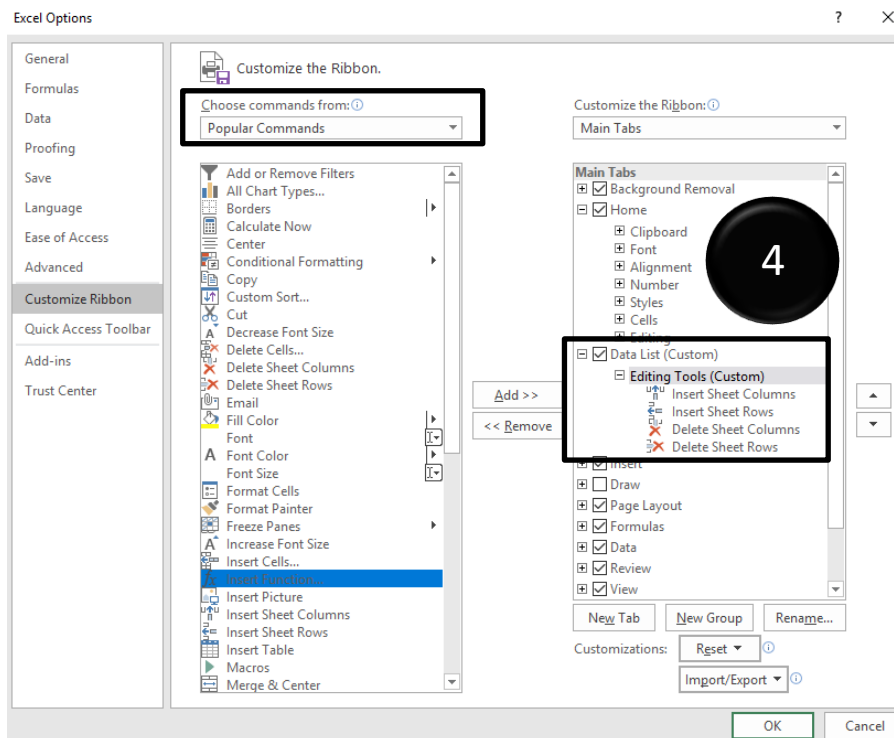 Excel Options
?
General
Formulas
Data
Proofing
Save
Language
Ease of Access
Advanced
Customize Ribbon
Quick Access Toolbar
Add-ins
Trust Center
Customize the Ribbon.
Choose commands from:
Popular Commands
Add or Remove Filters
All Chart Types...
Borders
Calculate Now
Center
Conditional Formatting
Copy
Custom Sort...
Cut
Decrease Font Size
Delete Cells...
Delete Sheet Columns
Delete Sheet Rows
Email
Fill Color
Font
Font Color
Font Size
Format Cells
Format Painter
Freeze Panes
Increase Font Size
Insert Cells...
Insert Function...
Insert Picture
Insert Sheet Columns
Insert Sheet Rows
Insert Table
Macros
Merge & Center
Add >>
<< Remove
Customize the Ribbon:
Main Tabs
Main Tabs
Background Removal
Home
Clipboard
Font
Alignment
Number
Styles
Cells
Editing
4
Data List (Custom)
Editing Tools (Custom)
Insert Sheet Columns
Insert Sheet Rows
Delete Sheet Columns
Delete Sheet Rows
Insert
Draw
Page Layout
Formulas
Data
Review
View
New Tab
New Group
Rename...
Customizations:
Reset
Import/Export
OK
Cancel